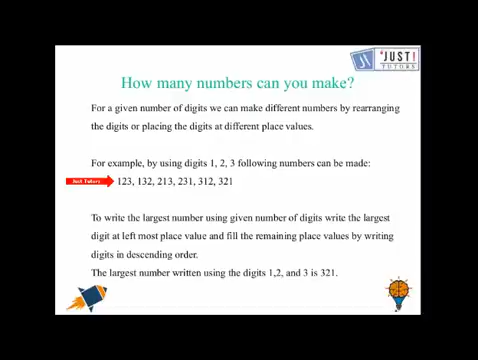 'JUST!
TUTORS
How many numbers can you make?
For a given number of digits we can make different numbers by rearranging
the digits or placing the digits at different place values.
For example, by using digits 1, 2, 3 following numbers can be made:
Just Tutors
123, 132, 213, 231, 312, 321
To write the largest number using given number of digits write the largest
digit at left most place value and fill the remaining place values by writing
digits in descending order.
The largest number written using the digits 1,2, and 3 is 321.